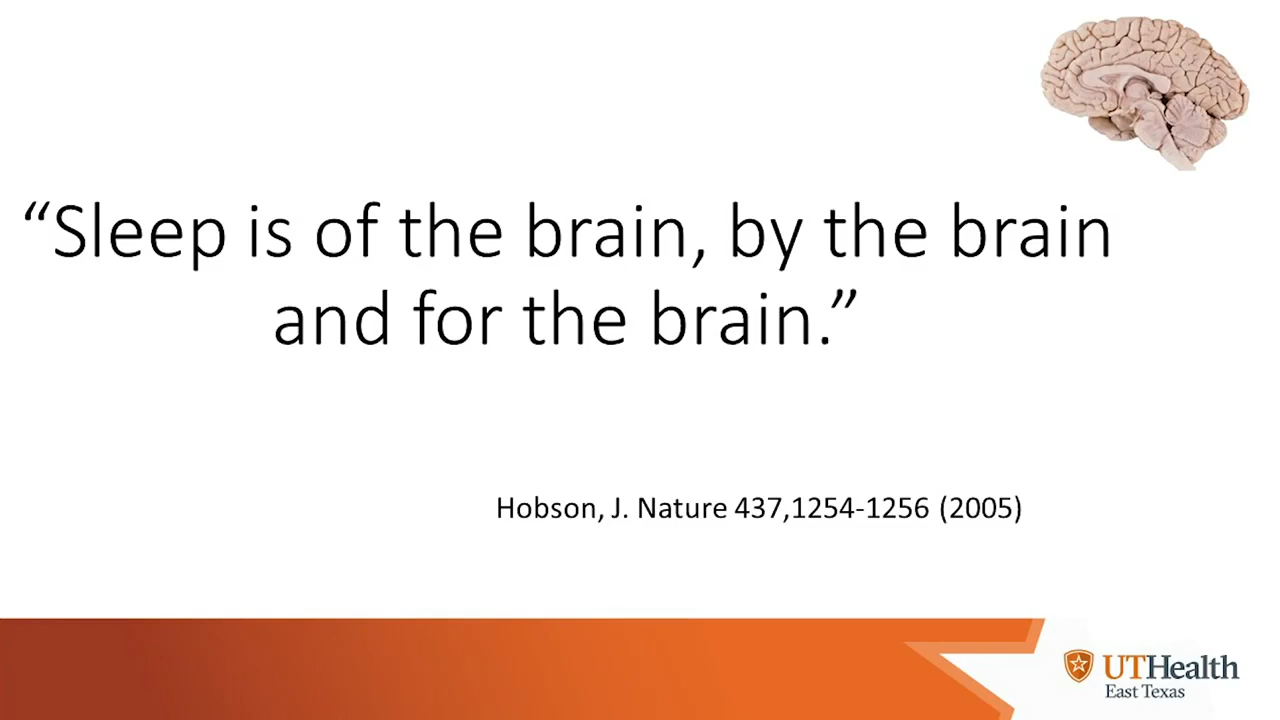 “Sleep is of the brain, by the brain
and for the brain.”
Hobson, J. Nature 437,1254-1256 (2005)
UTHealth
East Texas